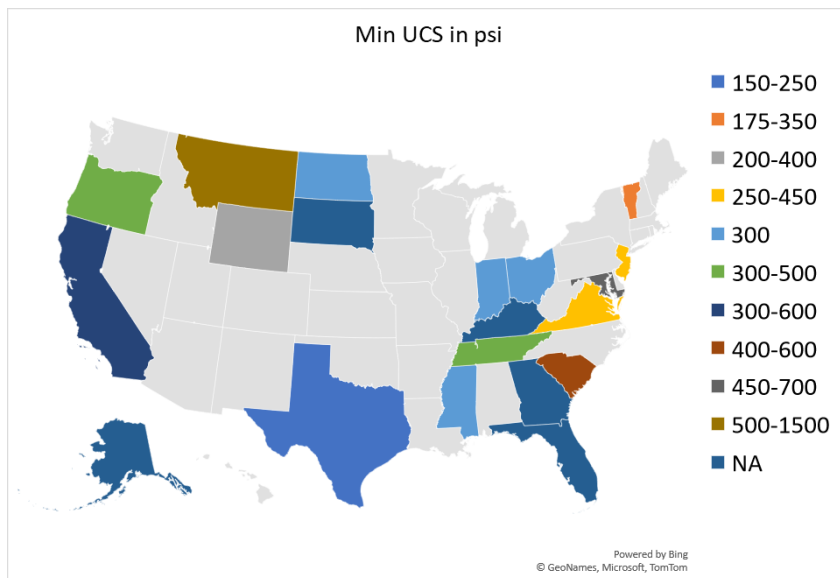 Min UCS in psi
150-250
175-350
200-400
250-450
300
300-500
300-600
400-600
450-700
500-1500
NA
Powered by Bing
© GeoNames, Microsoft, TomTom